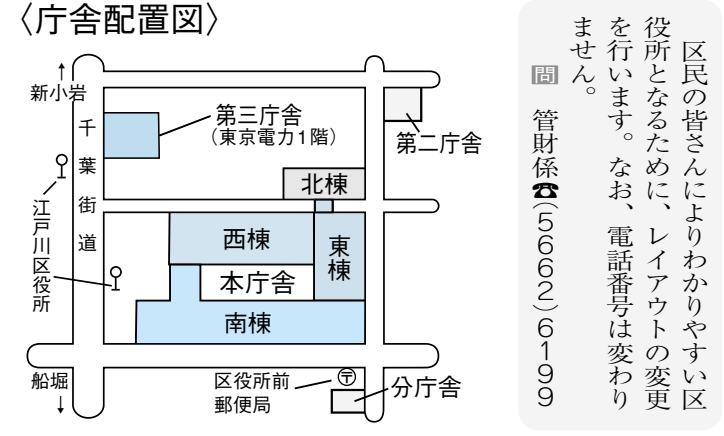 〈庁舎配置図〉
↑
新小岩
千葉街道
第三庁舎
(東京電力1階)
第二庁舎
北棟
江戸川区役所
西棟
東棟
本庁舎
南棟
船堀
↓
区役所前
郵便局
〒
分庁舎
区民の皆さんによりわかりやすい区
役所となるために、レイアウトの変更
を行います。なお、電話番号は変わり
ません。
問 管財係☎(5662)6199